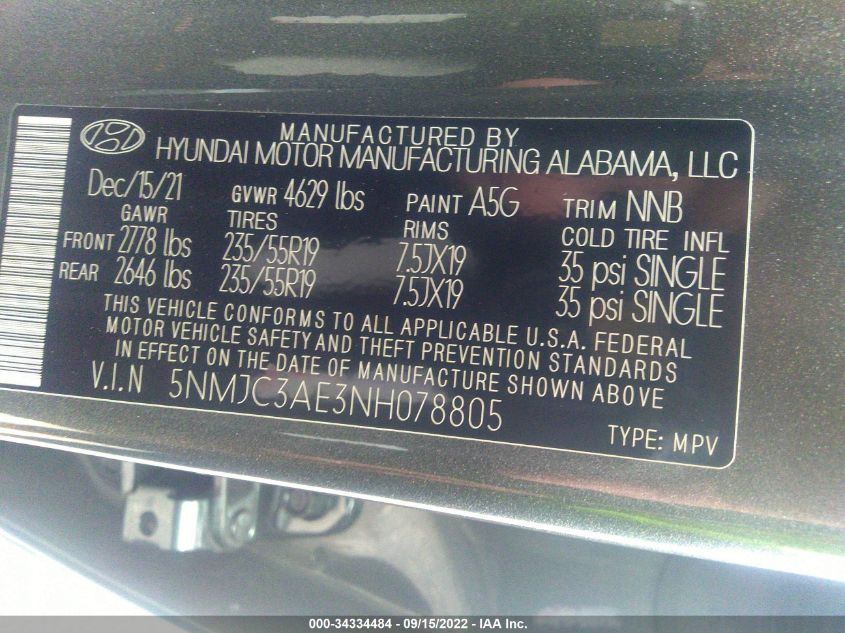 MANUFACTURED BY
HYUNDAI MOTOR MANUFACTURING ALABAMA, LLC
Dec/15/21 GVWR 4629 lbs PAINT A5G TRIM NNB
GAWR TIRES RIMS COLD TIRE INFL
FRONT 2778 lbs 235/55R19 7.5JX19 35 psi SINGLE
REAR 2646 lbs 235/55R19 7.5JX19 35 psi SINGLE
THIS VEHICLE CONFORMS TO ALL APPLICABLE U.S.A. FEDERAL
MOTOR VEHICLE SAFETY AND THEFT PREVENTION STANDARDS
IN EFFECT ON THE DATE OF MANUFACTURE SHOWN ABOVE
V.I.N 5NMJC3AE3NH078805
TYPE: MPV
000-34334484 - 09/15/2022 - IAA Inc.